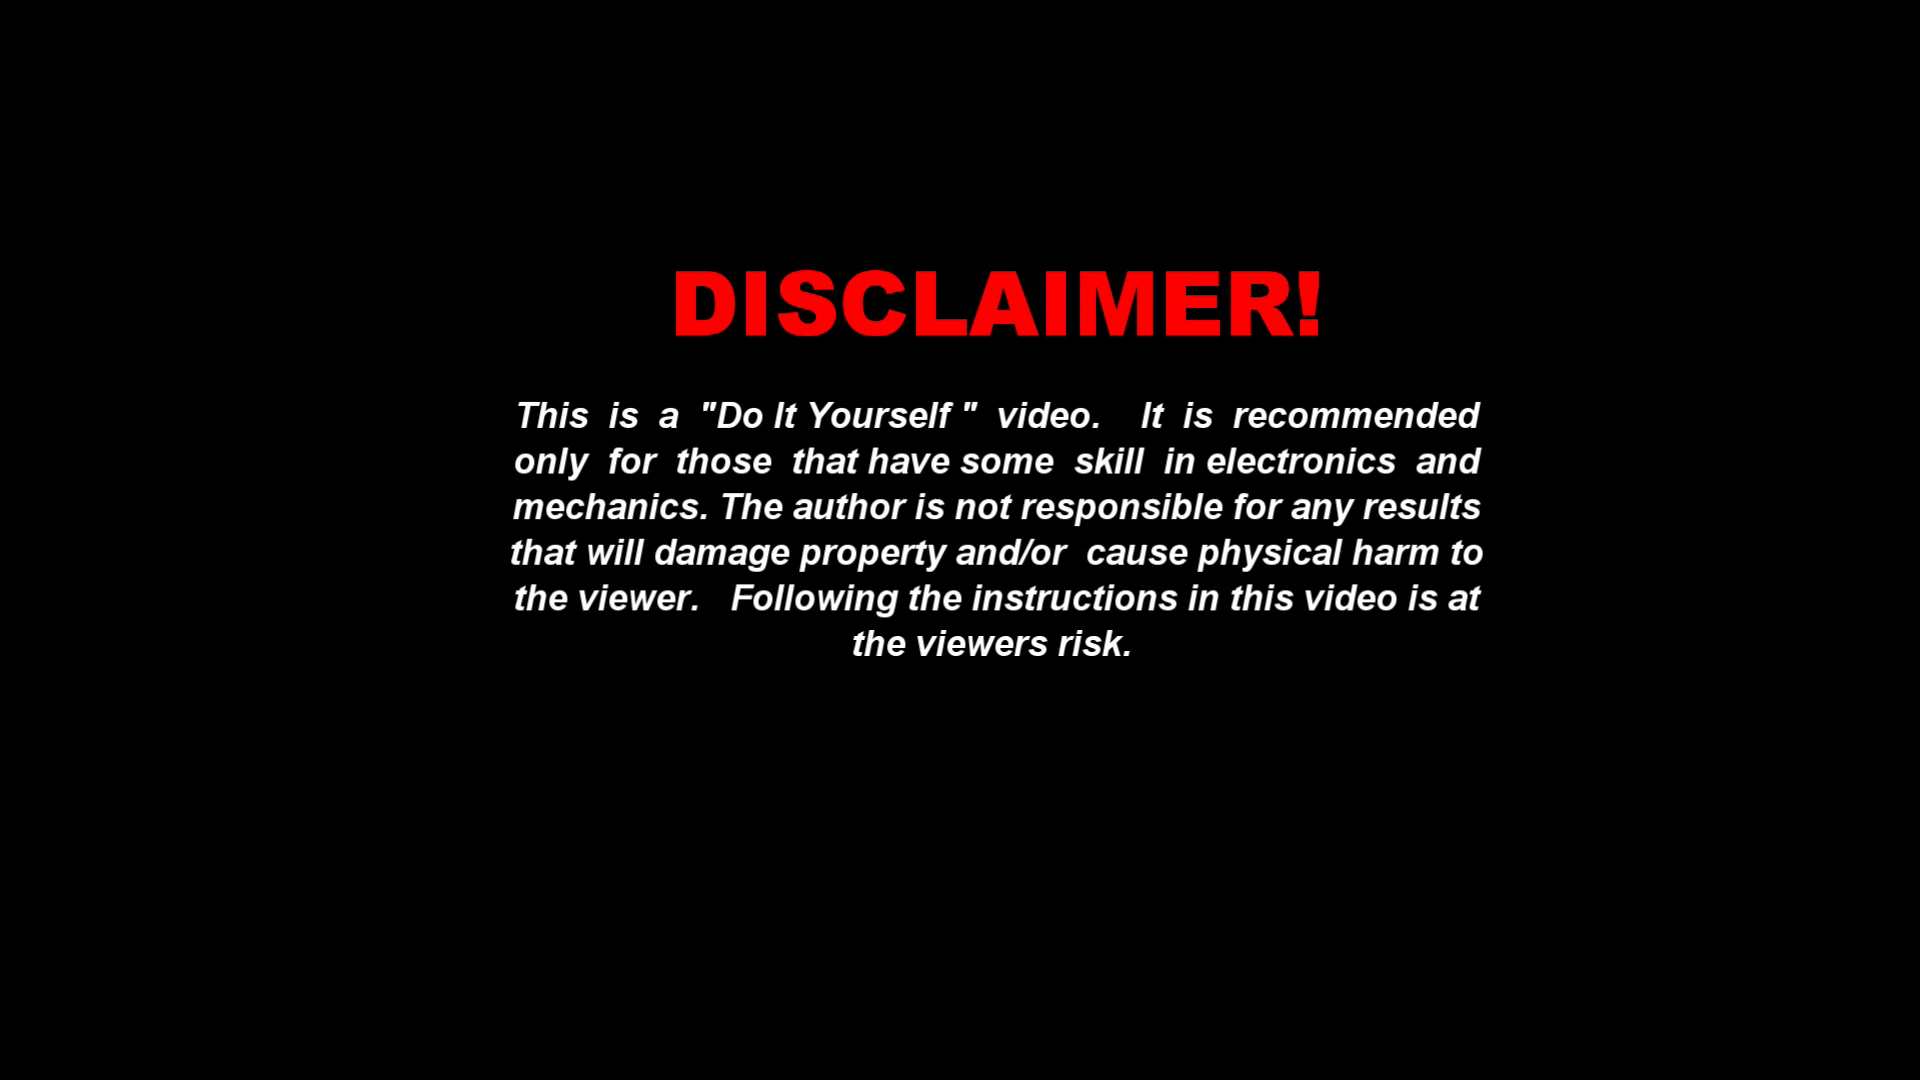 DISCLAIMER!
This is a "Do It Yourself " video. It is recommended
only for those that have some skill in electronics and
mechanics. The author is not responsible for any results
that will damage property and/or cause physical harm to
the viewer. Following the instructions in this video is at
the viewers risk.